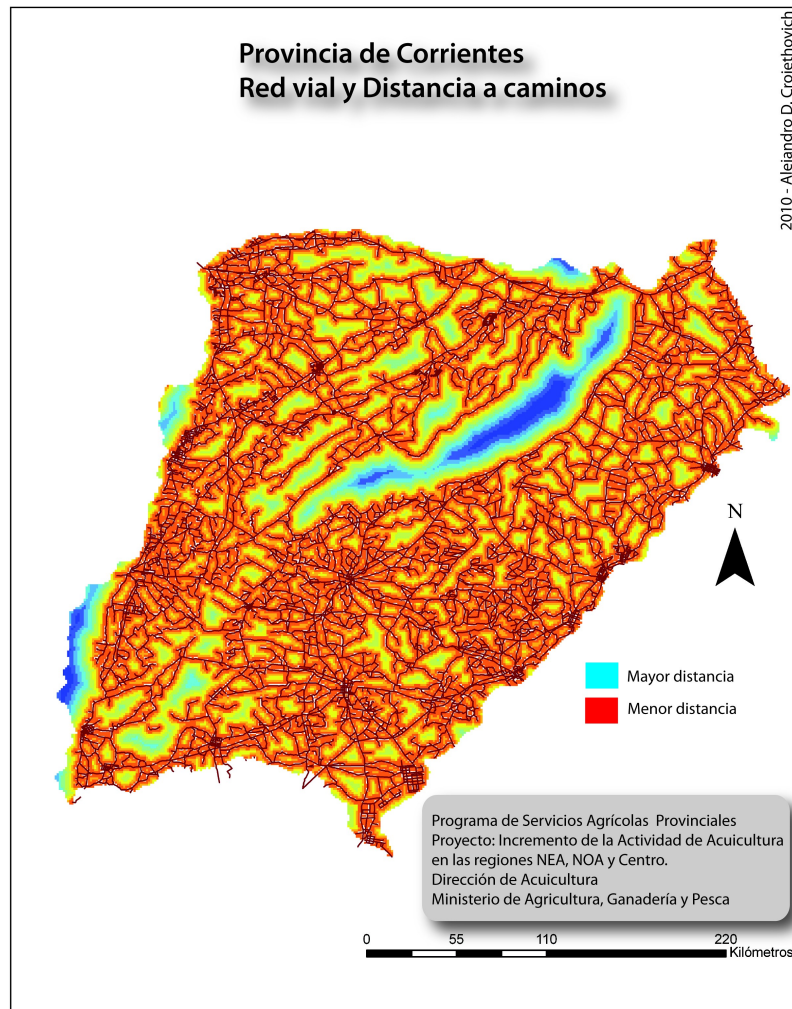 Provincia de Corrientes
Red vial y Distancia a caminos
2010 - Alejandro D. Crojethovich
N
Mayor distancia
Menor distancia
Programa de Servicios Agrícolas Provinciales
Proyecto: Incremento de la Actividad de Acuicultura
en las regiones NEA, NOA y Centro.
Dirección de Acuicultura
Ministerio de Agricultura, Ganadería y Pesca
0 55 110 220
Kilómetros